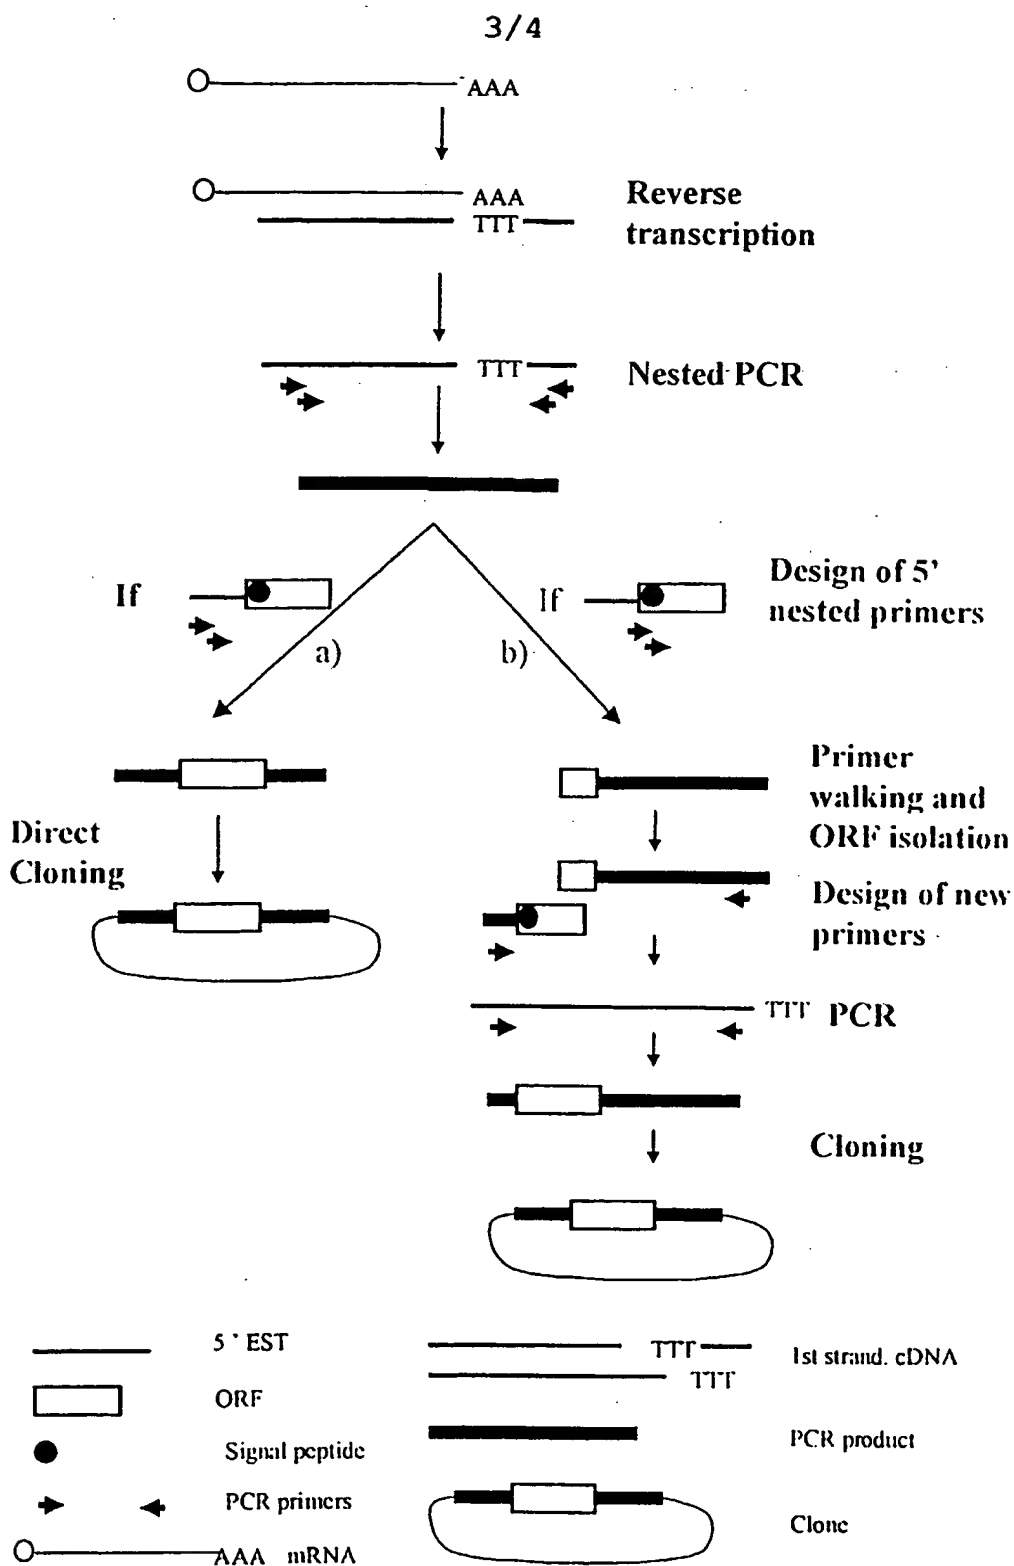 3/4
AAA
AAA
TTT
Reverse
transcription
TTT
Nested PCR
If
If
Design of 5'
nested primers
a)
b)
Primer
walking and
ORF isolation
Direct
Cloning
Design of new
primers
TTT PCR
Cloning
5' EST
ORF
Signal peptide
PCR primers
AAA mRNA
TTT
TTT
1st strand. cDNA
PCR product
Clone